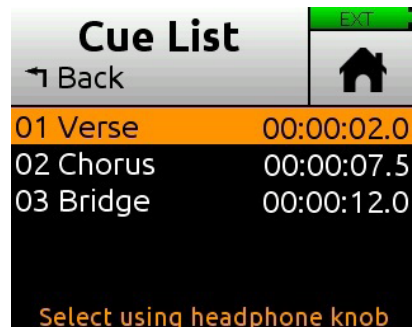 Cue List
EXT
Back
01 Verse 00:00:02.0
02 Chorus 00:00:07.5
03 Bridge 00:00:12.0
Select using headphone knob